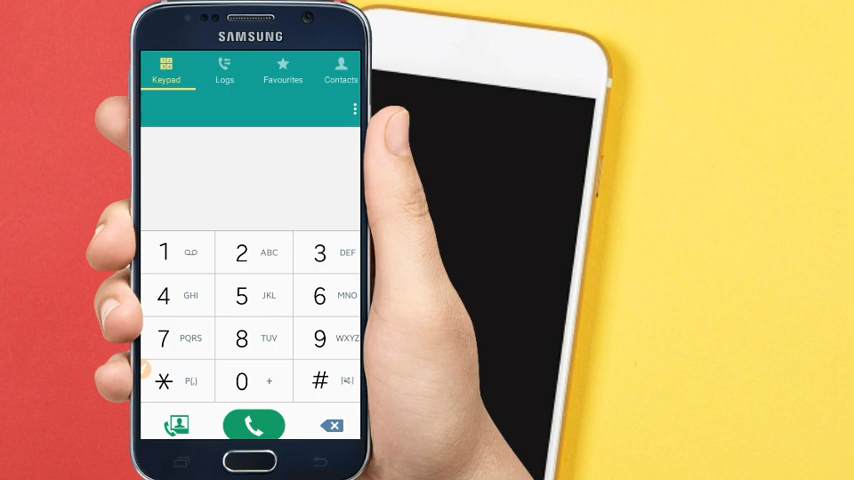 SAMSUNG
Keypad Logs Favourites Contacts
1 2 ABC 3 DEF
4 GHI 5 JKL 6 MNO
7 PQRS 8 TUV 9 WXYZ
* P(,) 0 + #